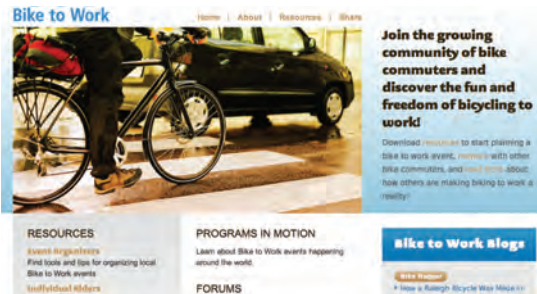 Bike to Work
Home | About | Resources | Share
Join the growing
community of bike
commuters and
discover the fun and
freedom of bicycling to
work!
Download resources to start planning a
bike to work event, with other
bike commuters, and about
how others are making biking to work a
reality!
RESOURCES
Event Organizers
Find tools and tips for organizing local
Bike to Work events
Individual Riders
PROGRAMS IN MOTION
Learn about Bike to Work events happening
around the world.
FORUMS
Bike to Work Blogs
Bike Hugger
How a Raleigh Bicycle Was Made >>